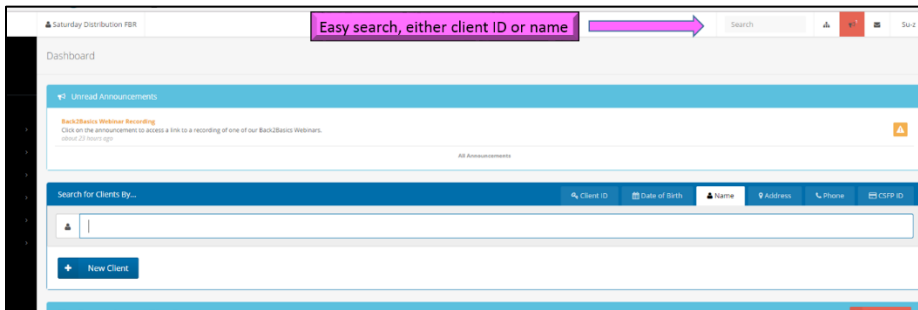 Saturday Distribution FBR
Easy search, either client ID or name
Search
Su-z
Dashboard
Unread Announcements
Back2Basics Webinar Recording
Click on the announcement to access a link to a recording of one of our Back2Basics Webinars.
about 23 hours ago
All Announcements
Search for Clients By...
Client ID
Date of Birth
Name
Address
Phone
CSFP ID
New Client